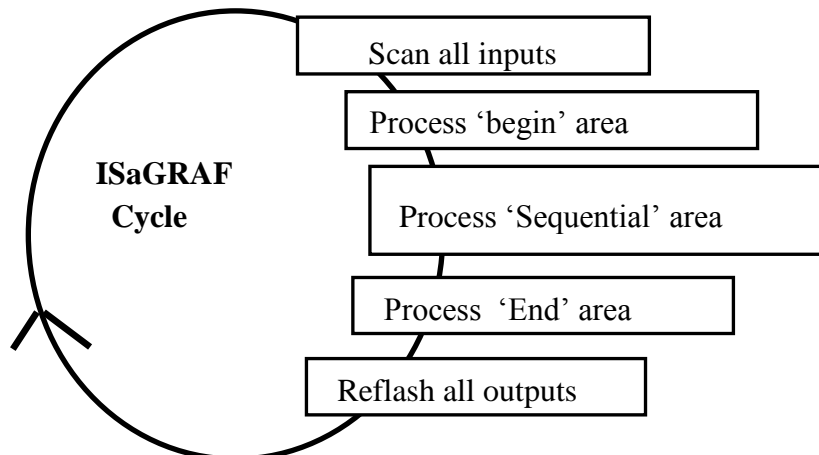 Scan all inputs
Process ‘begin’ area
ISaGRAF
Cycle
Process ‘Sequential’ area
Process ‘End’ area
Reflash all outputs